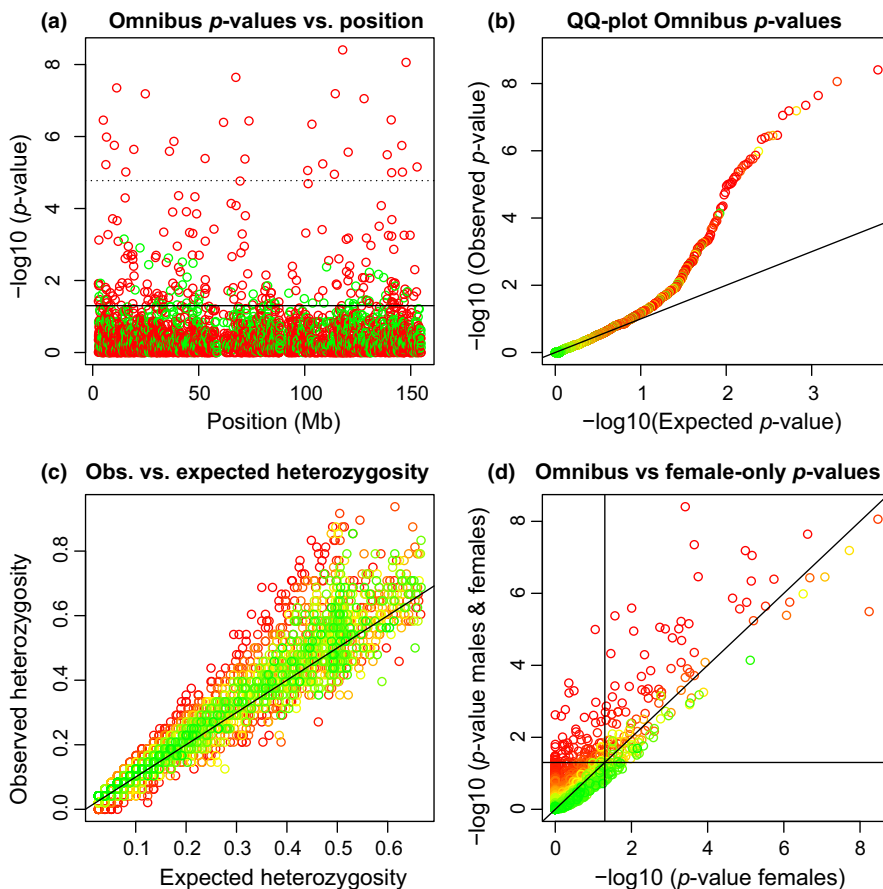 (a) Omnibus p-values vs. position
−log10 (p-value)
8
6
4
2
0
0 50 100 150
Position (Mb)
(b) QQ-plot Omnibus p-values
−log10 (Observed p-value)
8
6
4
2
0
0 1 2 3
−log10(Expected p-value)
(c) Obs. vs. expected heterozygosity
Observed heterozygosity
0.8
0.6
0.4
0.2
0.0
0.1 0.2 0.3 0.4 0.5 0.6
Expected heterozygosity
(d) Omnibus vs female-only p-values
−log10 (p-value males & females)
8
6
4
2
0
0 2 4 6 8
−log10 (p-value females)